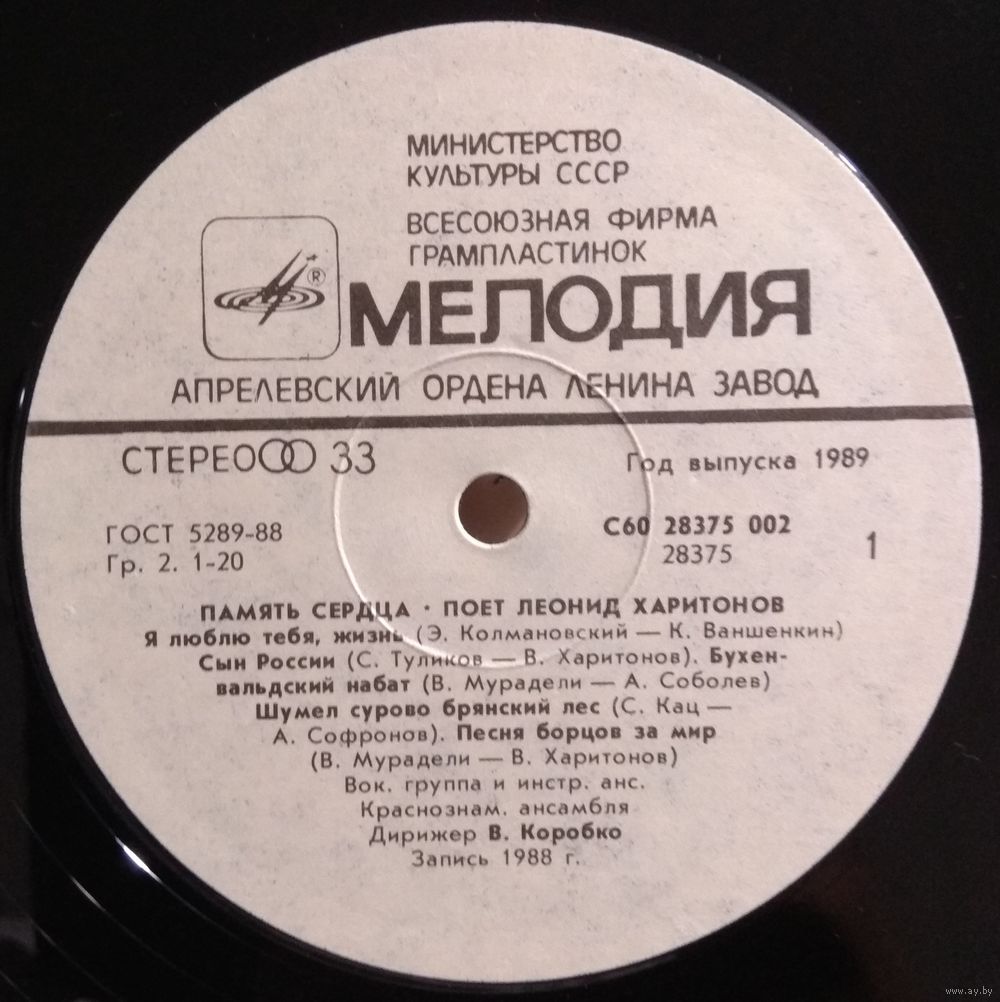 МИНИСТЕРСТВО
КУЛЬТУРЫ СССР
ВСЕСОЮЗНАЯ ФИРМА
ГРАМПЛАСТИНОК
®
МЕЛОДИЯ
АПРЕЛЕВСКИЙ ОРДЕНА ЛЕНИНА ЗАВОД
СТЕРЕО 33
Год выпуска 1989
ГОСТ 5289-88
Гр. 2. 1-20
С60 28375 002
28375
1
ПАМЯТЬ СЕРДЦА · ПОЕТ ЛЕОНИД ХАРИТОНОВ
Я люблю тебя, жизнь (Э. Колмановский — К. Ваншенкин)
Сын России (С. Туликов — В. Харитонов). Бухен-
вальдский набат (В. Мурадели — А. Соболев)
Шумел сурово брянский лес (С. Кац —
А. Софронов). Песня борцов за мир
(В. Мурадели — В. Харитонов)
Вок. группа и инстр. анс.
Краснознам. ансамбля
Дирижер В. Коробко
Запись 1988 г.
www.ay.by